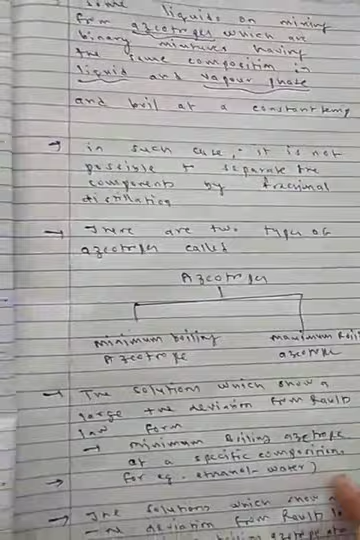 Some liquids on mixing
from azeotropes which are
binary mixtures having
the same composition in
liquid and vapour phase
and boil at a constant temp
→ in such case, it is not
possible to separate the
components by fractional
distillation
→ There are two types of
azeotropes called
Azeotropes
minimum boiling
Azeotrope
maximum Boili
azeotrope
→ The solutions which show a
large +ve deviation from Rault
law form
→ minimum Boiling azeotrope
at a specific composition.
→ for eg. ethanol-water)
→ The solutions which show
-ve deviation from Raoult
boiling azeotrope